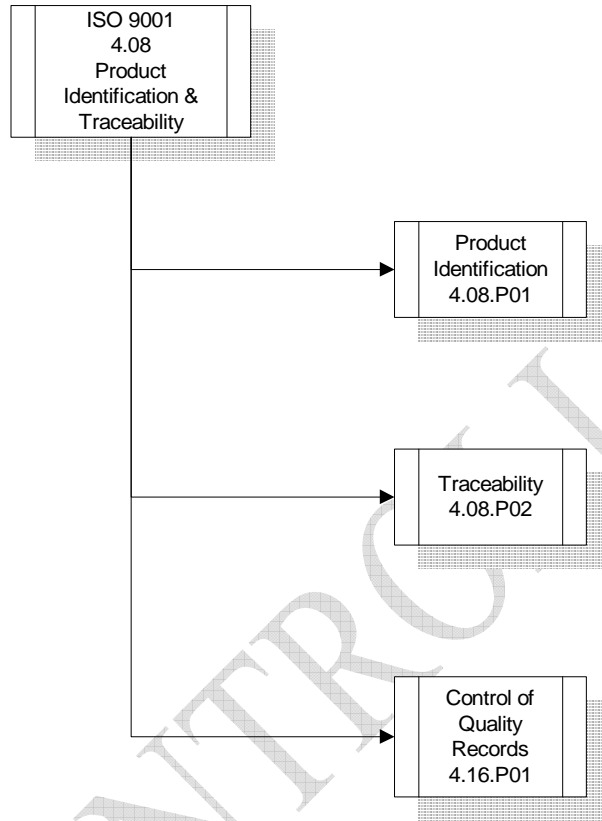 ISO 9001
4.08
Product
Identification &
Traceability
Product
Identification
4.08.P01
Traceability
4.08.P02
Control of
Quality
Records
4.16.P01